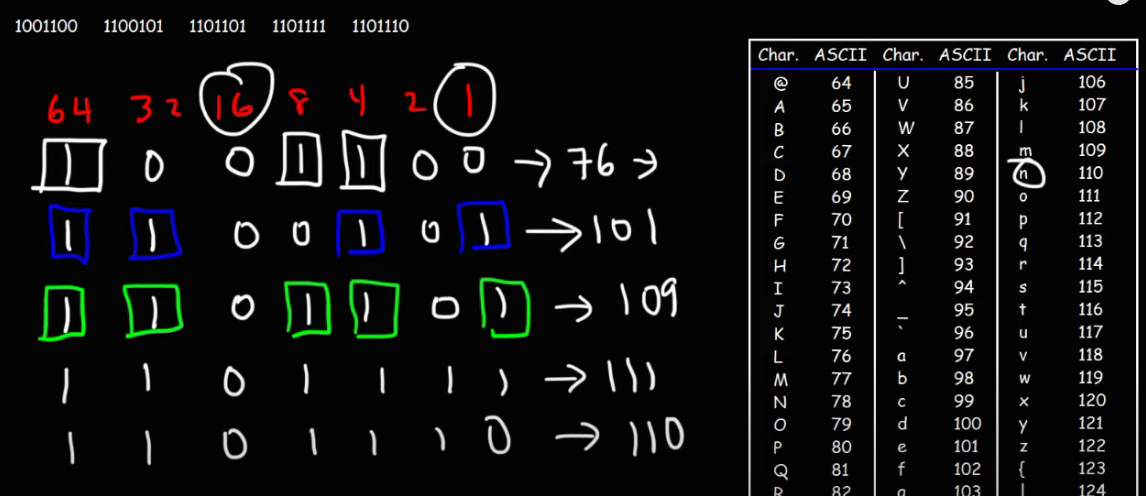 1001100 1100101 1101101 1101111 1101110
64 32 16 8 4 2 1
1 0 0 1 1 0 0 → 76 →
1 1 0 0 1 0 1 → 101
1 1 0 1 1 0 1 → 109
1 1 0 1 1 1 1 → 111
1 1 0 1 1 1 0 → 110
Char. ASCII Char. ASCII Char. ASCII
@ 64 U 85 j 106
A 65 V 86 k 107
B 66 W 87 l 108
C 67 X 88 m 109
D 68 Y 89 n 110
E 69 Z 90 o 111
F 70 [ 91 p 112
G 71 \ 92 q 113
H 72 ] 93 r 114
I 73 ^ 94 s 115
J 74 _ 95 t 116
K 75 ` 96 u 117
L 76 a 97 v 118
M 77 b 98 w 119
N 78 c 99 x 120
O 79 d 100 y 121
P 80 e 101 z 122
Q 81 f 102 { 123
R 82 g 103 | 124